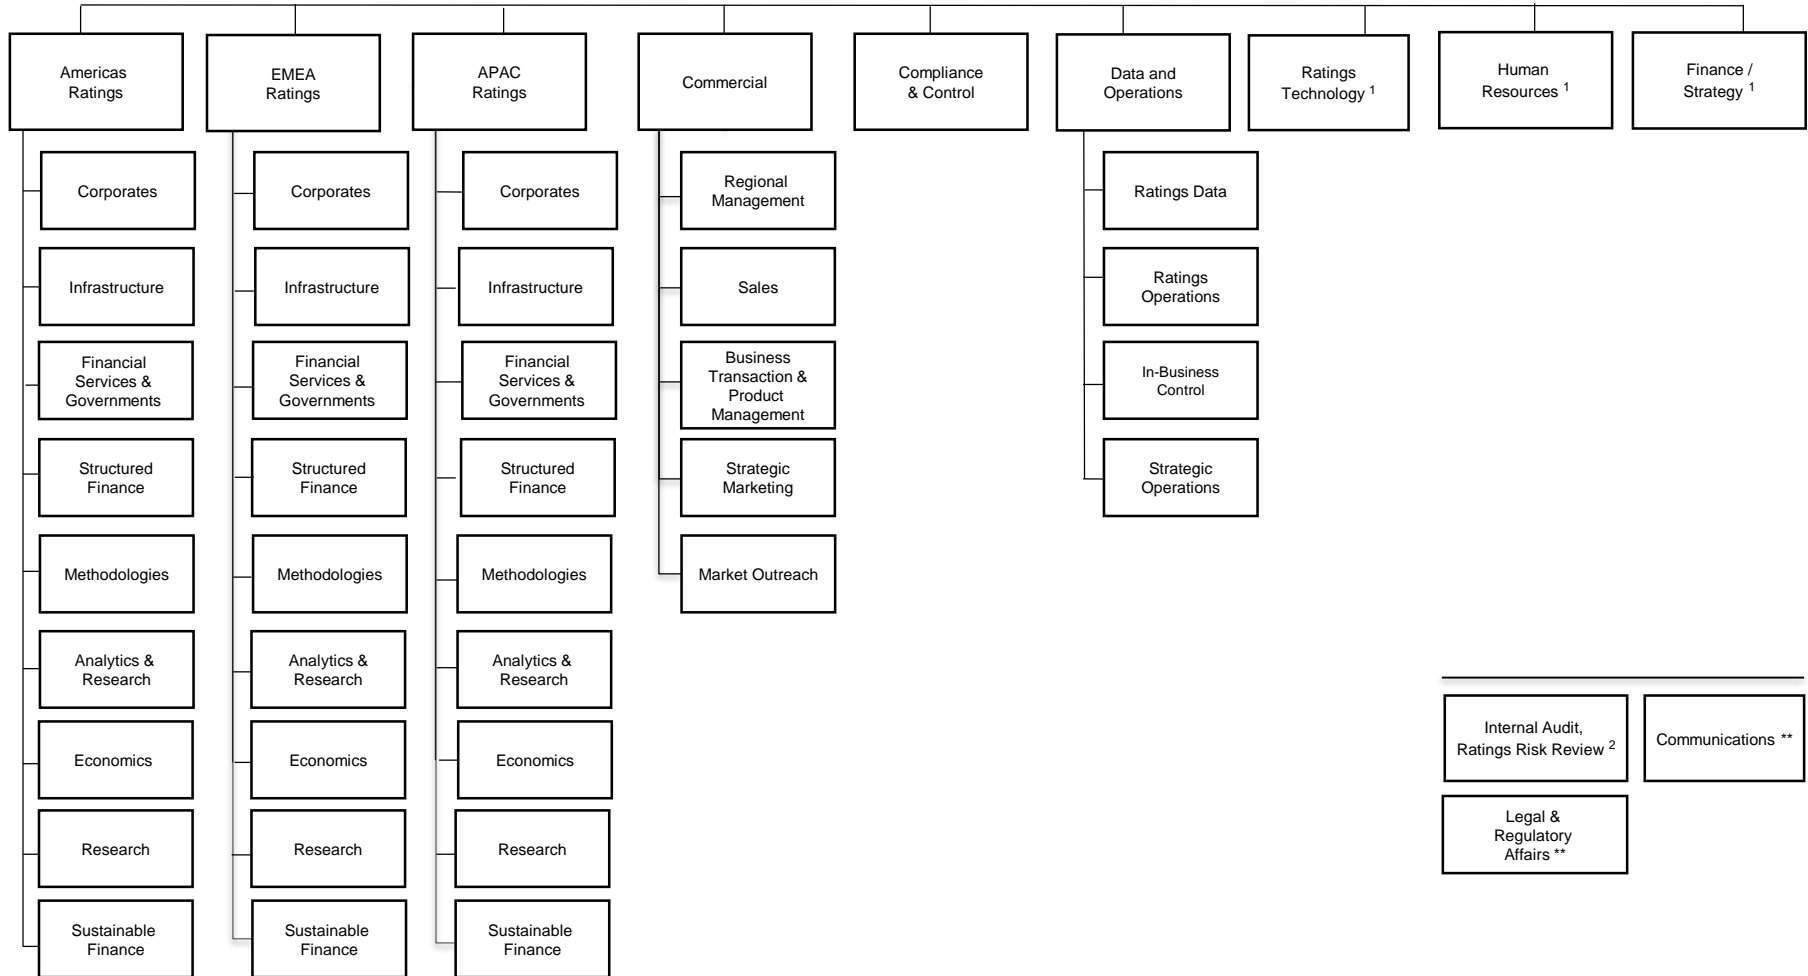 Americas
Ratings
EMEA
Ratings
APAC
Ratings
Commercial
Compliance
& Control
Data and
Operations
Ratings
Technology 1
Human
Resources 1
Finance /
Strategy 1
Corporates
Infrastructure
Financial
Services &
Governments
Structured
Finance
Methodologies
Analytics &
Research
Economics
Research
Sustainable
Finance
Corporates
Infrastructure
Financial
Services &
Governments
Structured
Finance
Methodologies
Analytics &
Research
Economics
Research
Sustainable
Finance
Corporates
Infrastructure
Financial
Services &
Governments
Structured
Finance
Methodologies
Analytics &
Research
Economics
Research
Sustainable
Finance
Regional
Management
Sales
Business
Transaction &
Product
Management
Strategic
Marketing
Market Outreach
Ratings Data
Ratings
Operations
In-Business
Control
Strategic
Operations
Internal Audit,
Ratings Risk Review 2
Communications **
Legal &
Regulatory
Affairs **